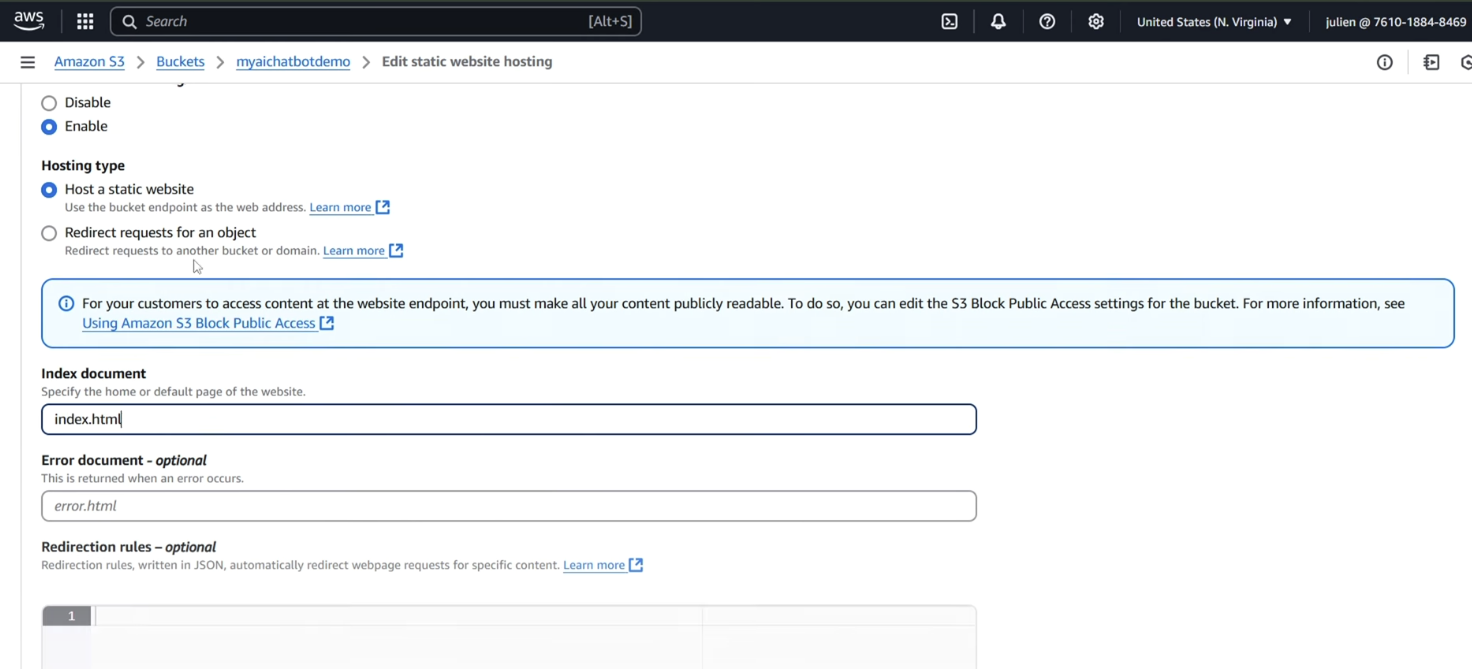 aws
Search [Alt+S]
United States (N. Virginia) julien @ 7610-1884-8469
Amazon S3 > Buckets > myaichatbotdemo > Edit static website hosting
Disable
Enable
Hosting type
Host a static website
Use the bucket endpoint as the web address. Learn more
Redirect requests for an object
Redirect requests to another bucket or domain. Learn more
For your customers to access content at the website endpoint, you must make all your content publicly readable. To do so, you can edit the S3 Block Public Access settings for the bucket. For more information, see
Using Amazon S3 Block Public Access
Index document
Specify the home or default page of the website.
index.html
Error document - optional
This is returned when an error occurs.
error.html
Redirection rules – optional
Redirection rules, written in JSON, automatically redirect webpage requests for specific content. Learn more
1